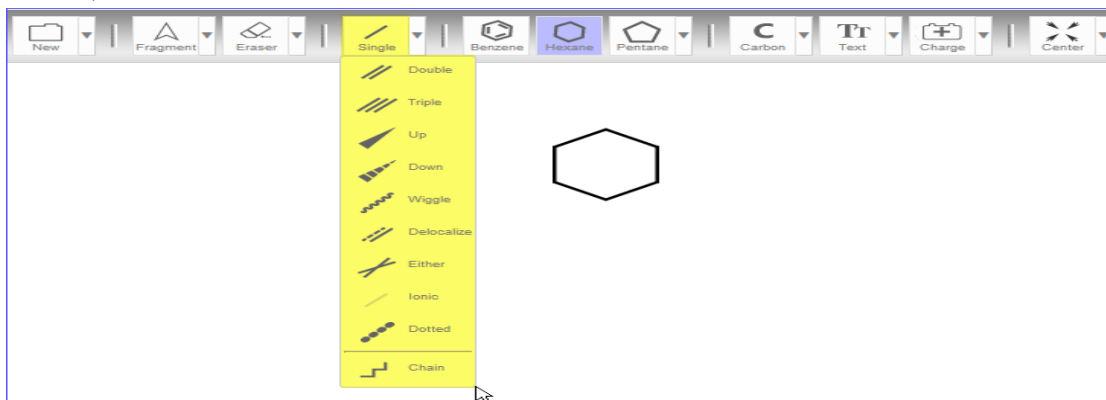 New Fragment Eraser Single Benzene Hexane Pentane C Carbon TT Text Charge Center
Double
Triple
Up
Down
Wiggle
Delocalize
Either
Ionic
Dotted
Chain